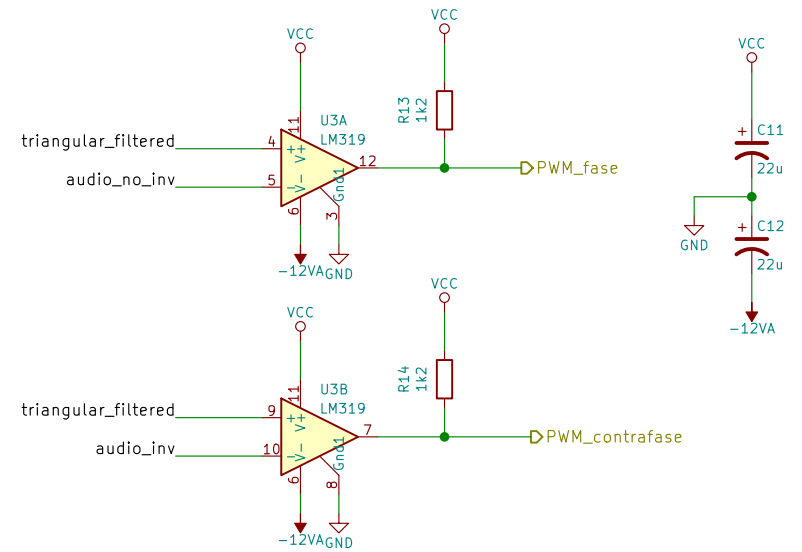 VCC
VCC
VCC
R13
1k2
U3A
LM319
11
triangular_filtered
4
+
V+
12
PWM_fase
audio_no_inv
5
-
V-
Gnd1
6
3
-12VA
GND
+
C11
22u
GND
+
C12
22u
-12VA
VCC
VCC
R14
1k2
U3B
LM319
11
triangular_filtered
9
+
V+
7
PWM_contrafase
audio_inv
10
-
V-
Gnd1
6
8
-12VA
GND